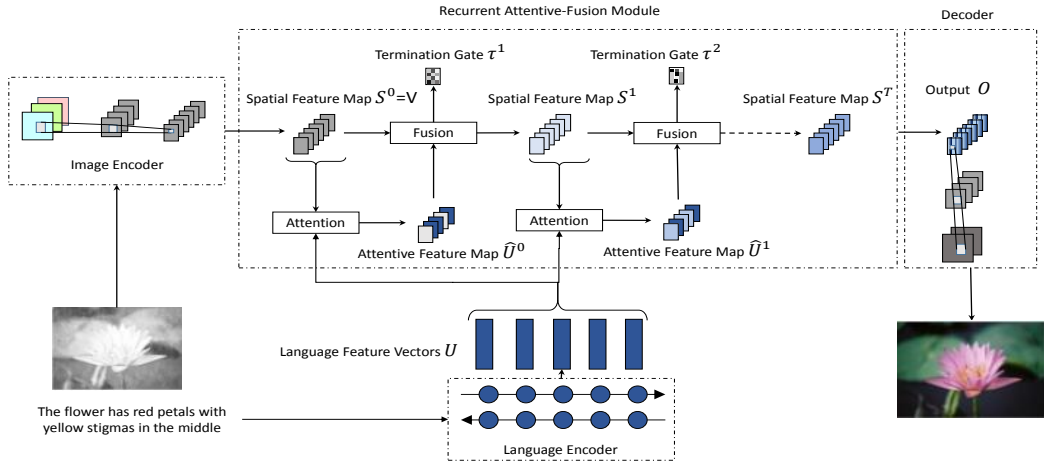 Recurrent Attentive-Fusion Module
Decoder
Termination Gate τ¹
Termination Gate τ²
Spatial Feature Map S⁰=V
Spatial Feature Map S¹
Spatial Feature Map Sᵀ
Output O
Fusion
Fusion
Image Encoder
Attention
Attention
Attentive Feature Map Û⁰
Attentive Feature Map Û¹
Language Feature Vectors U
The flower has red petals with
yellow stigmas in the middle
Language Encoder